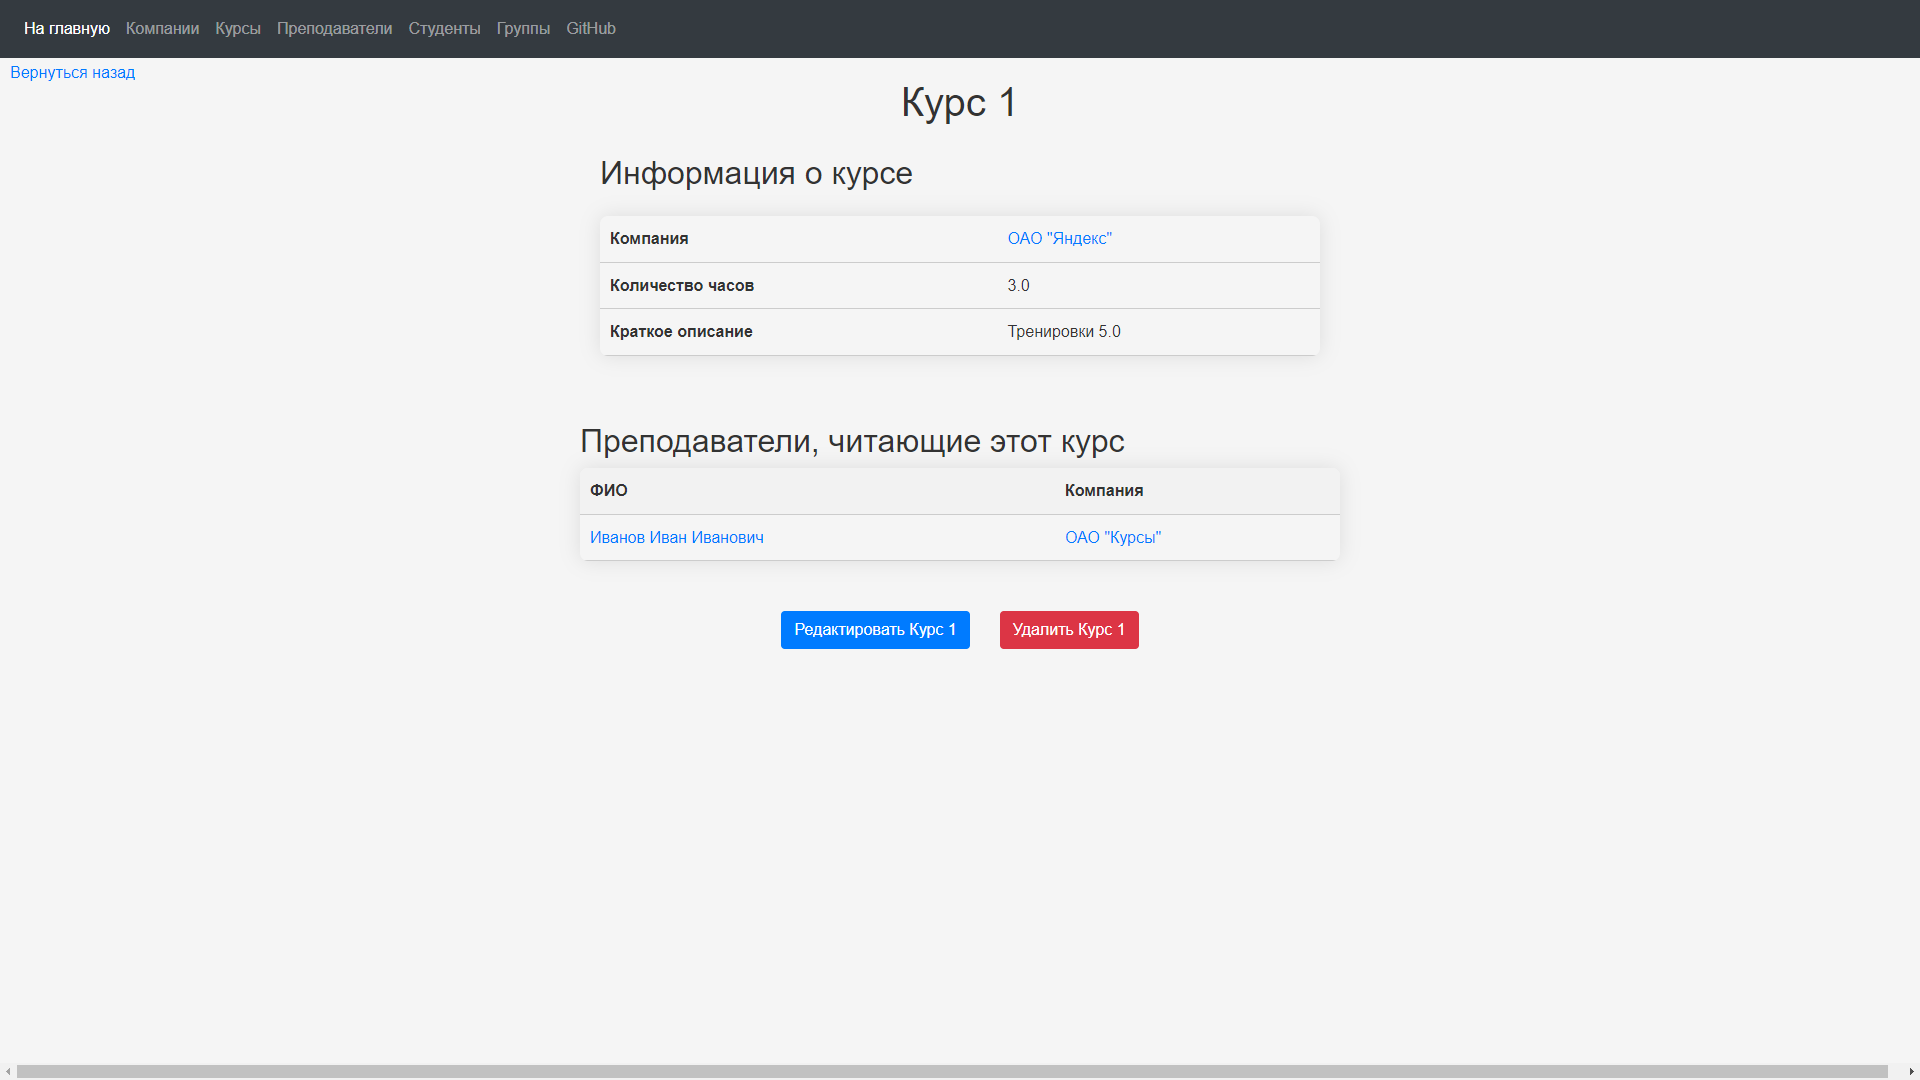 На главную Компании Курсы Преподаватели Студенты Группы GitHub
Вернуться назад
Курс 1
Информация о курсе
Компания ОАО "Яндекс"
Количество часов 3.0
Краткое описание Тренировки 5.0
Преподаватели, читающие этот курс
ФИО Компания
Иванов Иван Иванович ОАО "Курсы"
Редактировать Курс 1 Удалить Курс 1